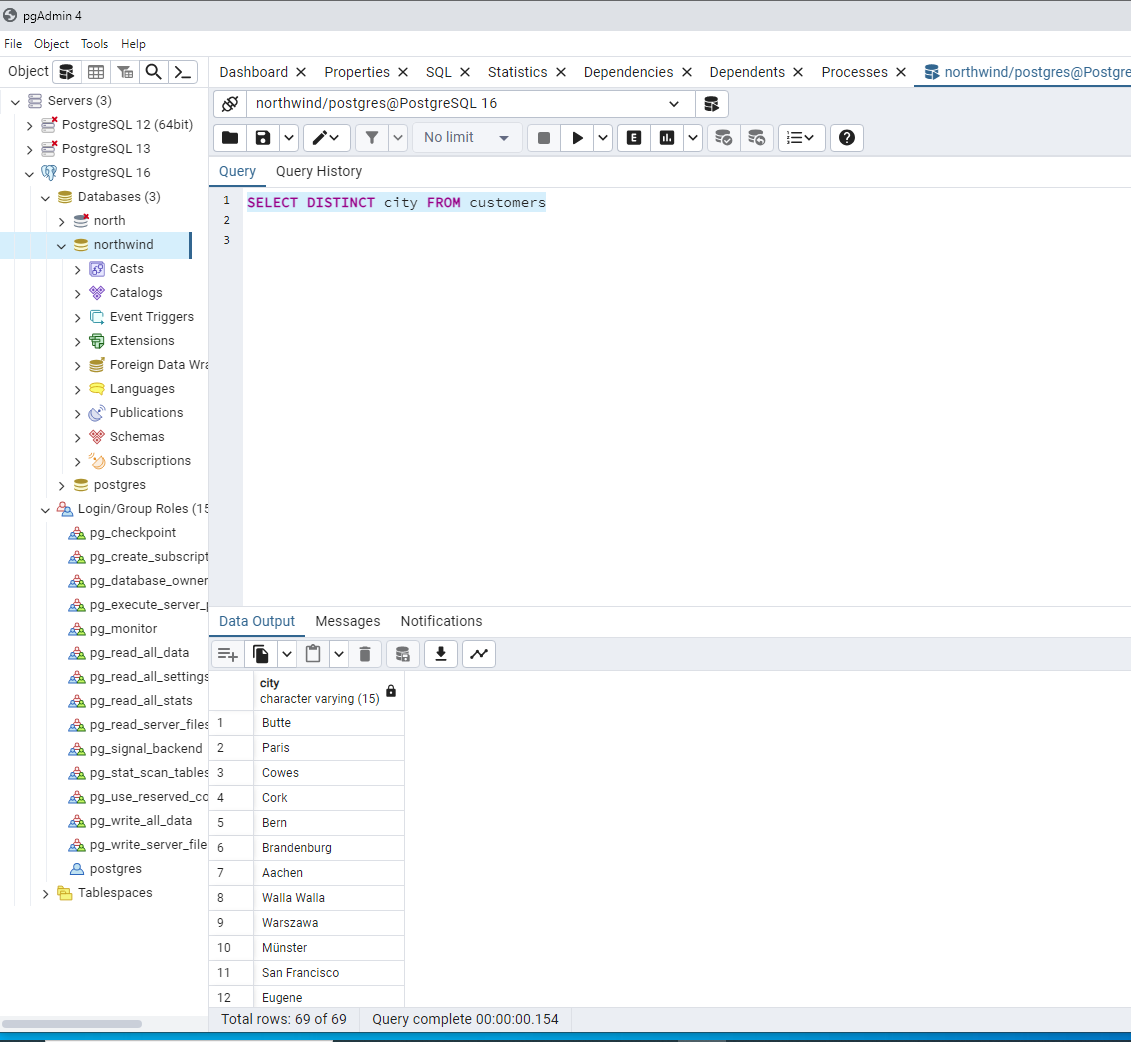 pgAdmin 4
File Object Tools Help
Object
Dashboard Properties SQL Statistics Dependencies Dependents Processes northwind/postgres@Postgre
Servers (3)
PostgreSQL 12 (64bit)
PostgreSQL 13
PostgreSQL 16
Databases (3)
north
northwind
Casts
Catalogs
Event Triggers
Extensions
Foreign Data Wra
Languages
Publications
Schemas
Subscriptions
postgres
Login/Group Roles (15
pg_checkpoint
pg_create_subscript
pg_database_owner
pg_execute_server_p
pg_monitor
pg_read_all_data
pg_read_all_settings
pg_read_all_stats
pg_read_server_files
pg_signal_backend
pg_stat_scan_tables
pg_use_reserved_co
pg_write_all_data
pg_write_server_file
postgres
Tablespaces
northwind/postgres@PostgreSQL 16
No limit
E
Query Query History
1 SELECT DISTINCT city FROM customers
2
3
Data Output Messages Notifications
city
character varying (15)
1 Butte
2 Paris
3 Cowes
4 Cork
5 Bern
6 Brandenburg
7 Aachen
8 Walla Walla
9 Warszawa
10 Münster
11 San Francisco
12 Eugene
Total rows: 69 of 69 Query complete 00:00:00.154